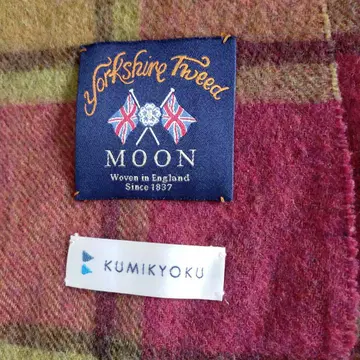 Yorkshire Tweed
MOON
Woven in England
Since 1837
KUMIKYOKU